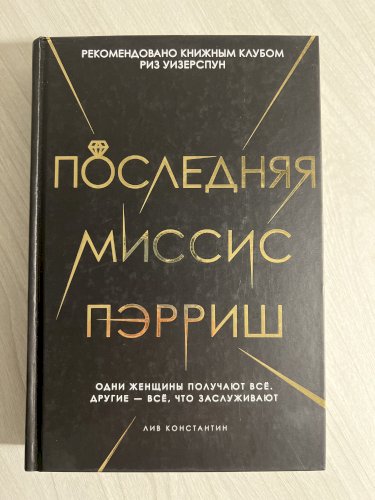 РЕКОМЕНДОВАНО КНИЖНЫМ КЛУБОМ
РИЗ УИЗЕРСПУН
ПОСЛЕДНЯЯ
МИССИС
ПЭРРИШ
ОДНИ ЖЕНЩИНЫ ПОЛУЧАЮТ ВСЁ.
ДРУГИЕ — ВСЁ, ЧТО ЗАСЛУЖИВАЮТ
ЛИВ КОНСТАНТИН